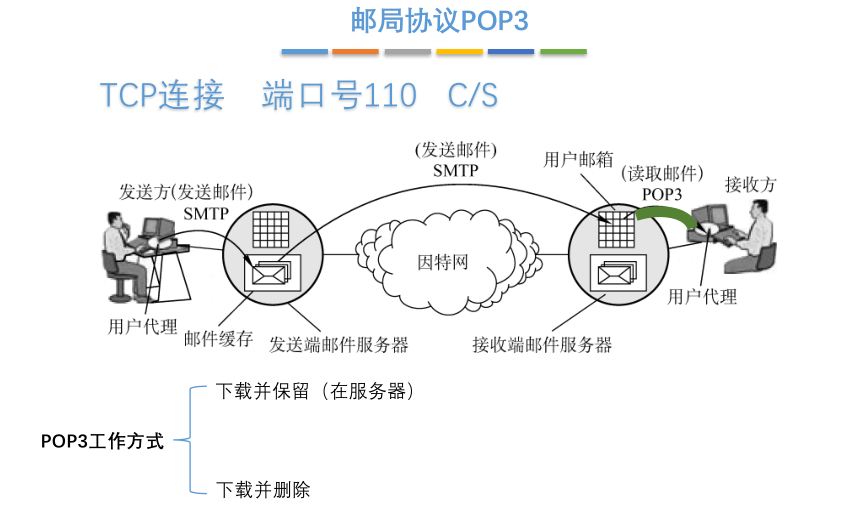 邮局协议POP3
TCP连接 端口号110 C/S
(发送邮件)
SMTP
用户邮箱
(读取邮件)
POP3
接收方
发送方(发送邮件)
SMTP
因特网
用户代理
邮件缓存
发送端邮件服务器
接收端邮件服务器
用户代理
下载并保留（在服务器）
POP3工作方式
下载并删除